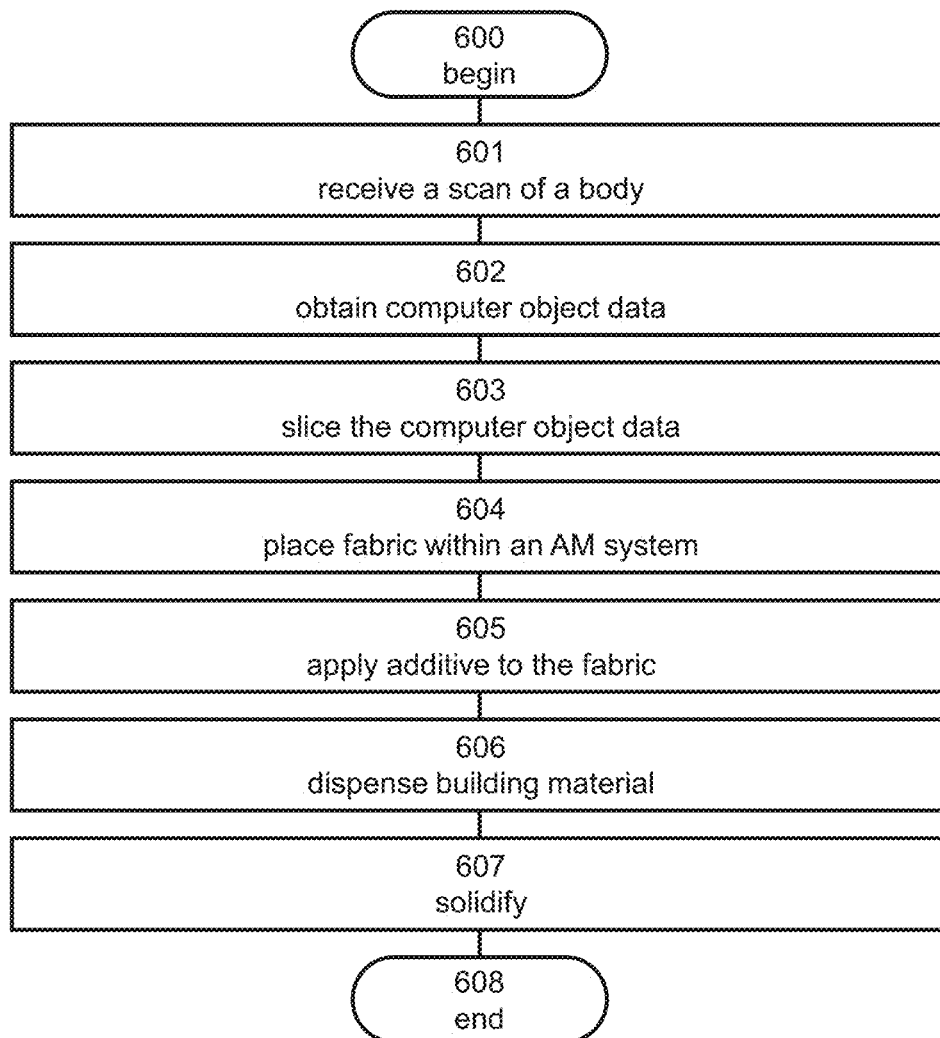 600
begin
601
receive a scan of a body
602
obtain computer object data
603
slice the computer object data
604
place fabric within an AM system
605
apply additive to the fabric
606
dispense building material
607
solidify
608
end